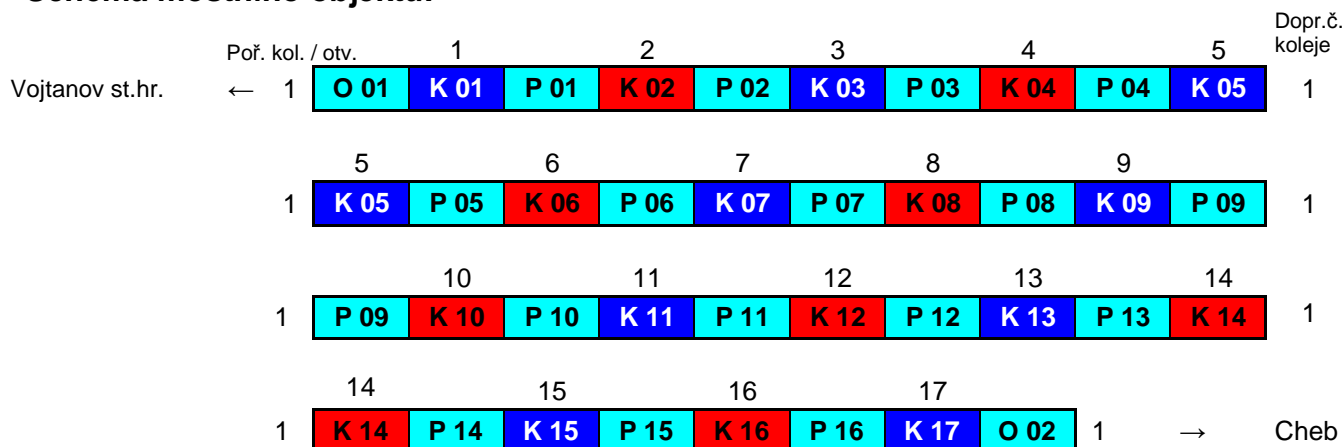 Dopr.č.
Poř. kol. / otv. 1 2 3 4 5 koleje
Vojtanov st.hr. ← 1 O 01 K 01 P 01 K 02 P 02 K 03 P 03 K 04 P 04 K 05 1
5 6 7 8 9
1 K 05 P 05 K 06 P 06 K 07 P 07 K 08 P 08 K 09 P 09 1
10 11 12 13 14
1 P 09 K 10 P 10 K 11 P 11 K 12 P 12 K 13 P 13 K 14 1
14 15 16 17
1 K 14 P 14 K 15 P 15 K 16 P 16 K 17 O 02 1 → Cheb